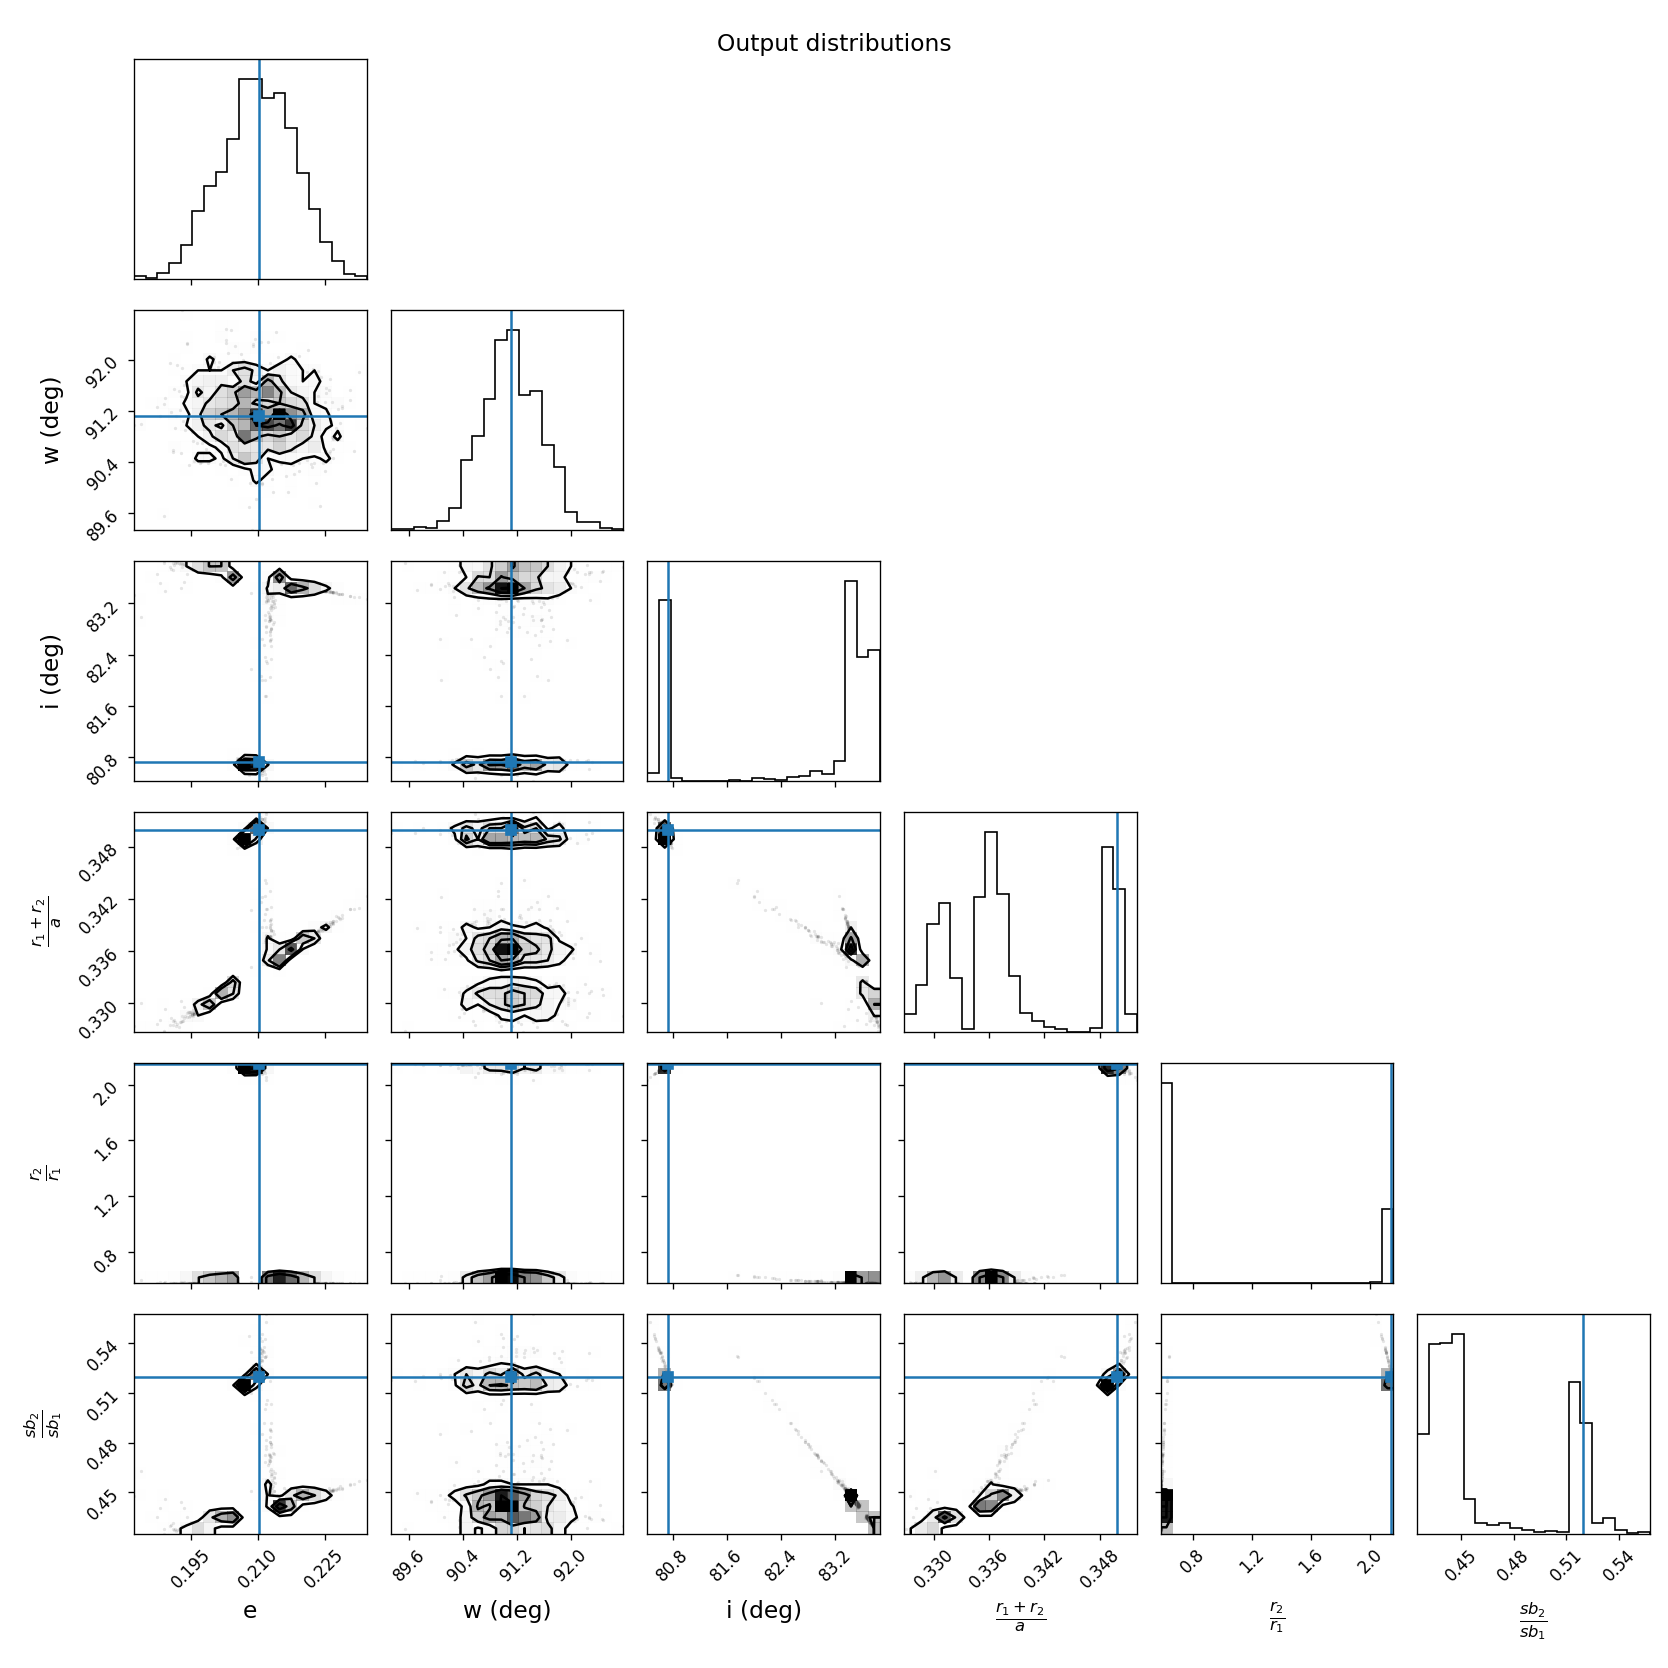 Output distributions
w (deg)
92.0
91.2
90.4
89.6
i (deg)
83.2
82.4
81.6
80.8
r₁ + r₂
a
0.348
0.342
0.336
0.330
r₂
r₁
2.0
1.6
1.2
0.8
sb₂
sb₁
0.54
0.51
0.48
0.45
0.195 0.210 0.225 89.6 90.4 91.2 92.0 80.8 81.6 82.4 83.2 0.330 0.336 0.342 0.348 0.8 1.2 1.6 2.0 0.45 0.48 0.51 0.54
e w (deg) i (deg)
r₁ + r₂
a
r₂
r₁
sb₂
sb₁